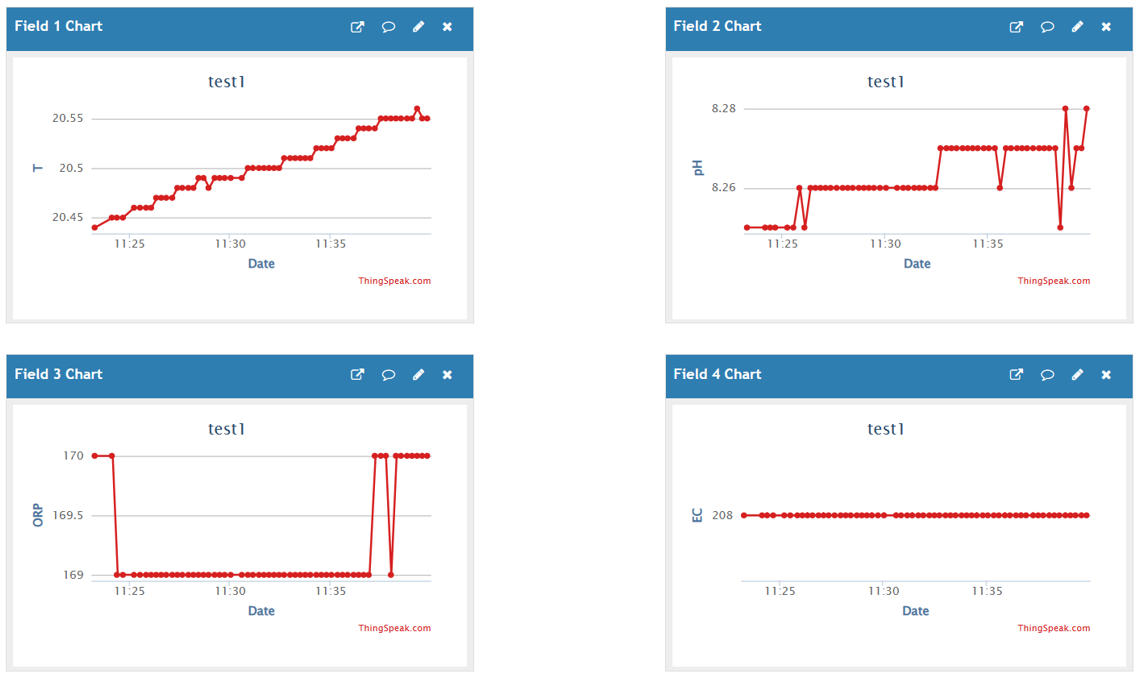 Field 1 Chart
test1
20.55
20.5
20.45
T
11:25 11:30 11:35
Date
ThingSpeak.com
Field 2 Chart
test1
8.28
8.26
pH
11:25 11:30 11:35
Date
ThingSpeak.com
Field 3 Chart
test1
170
169.5
169
ORP
11:25 11:30 11:35
Date
ThingSpeak.com
Field 4 Chart
test1
208
EC
11:25 11:30 11:35
Date
ThingSpeak.com